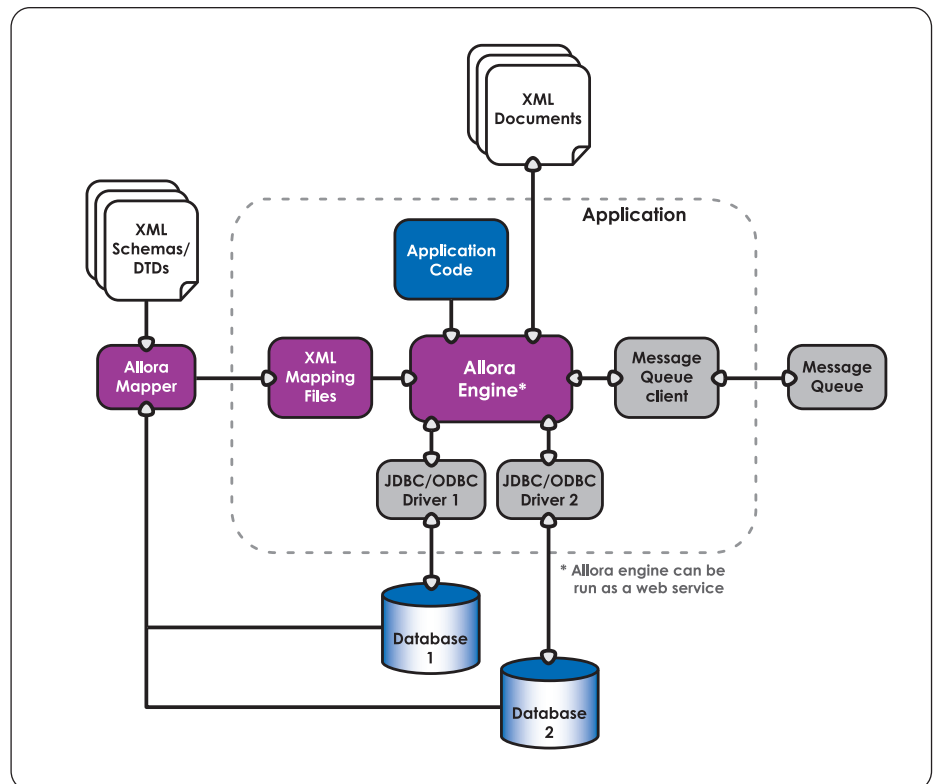 XML
Documents
Application
XML
Schemas/
DTDs
Application
Code
Allora
Mapper
XML
Mapping
Files
Allora
Engine*
Message
Queue
client
Message
Queue
JDBC/ODBC
Driver 1
JDBC/ODBC
Driver 2
* Allora engine can be
run as a web service
Database
1
Database
2